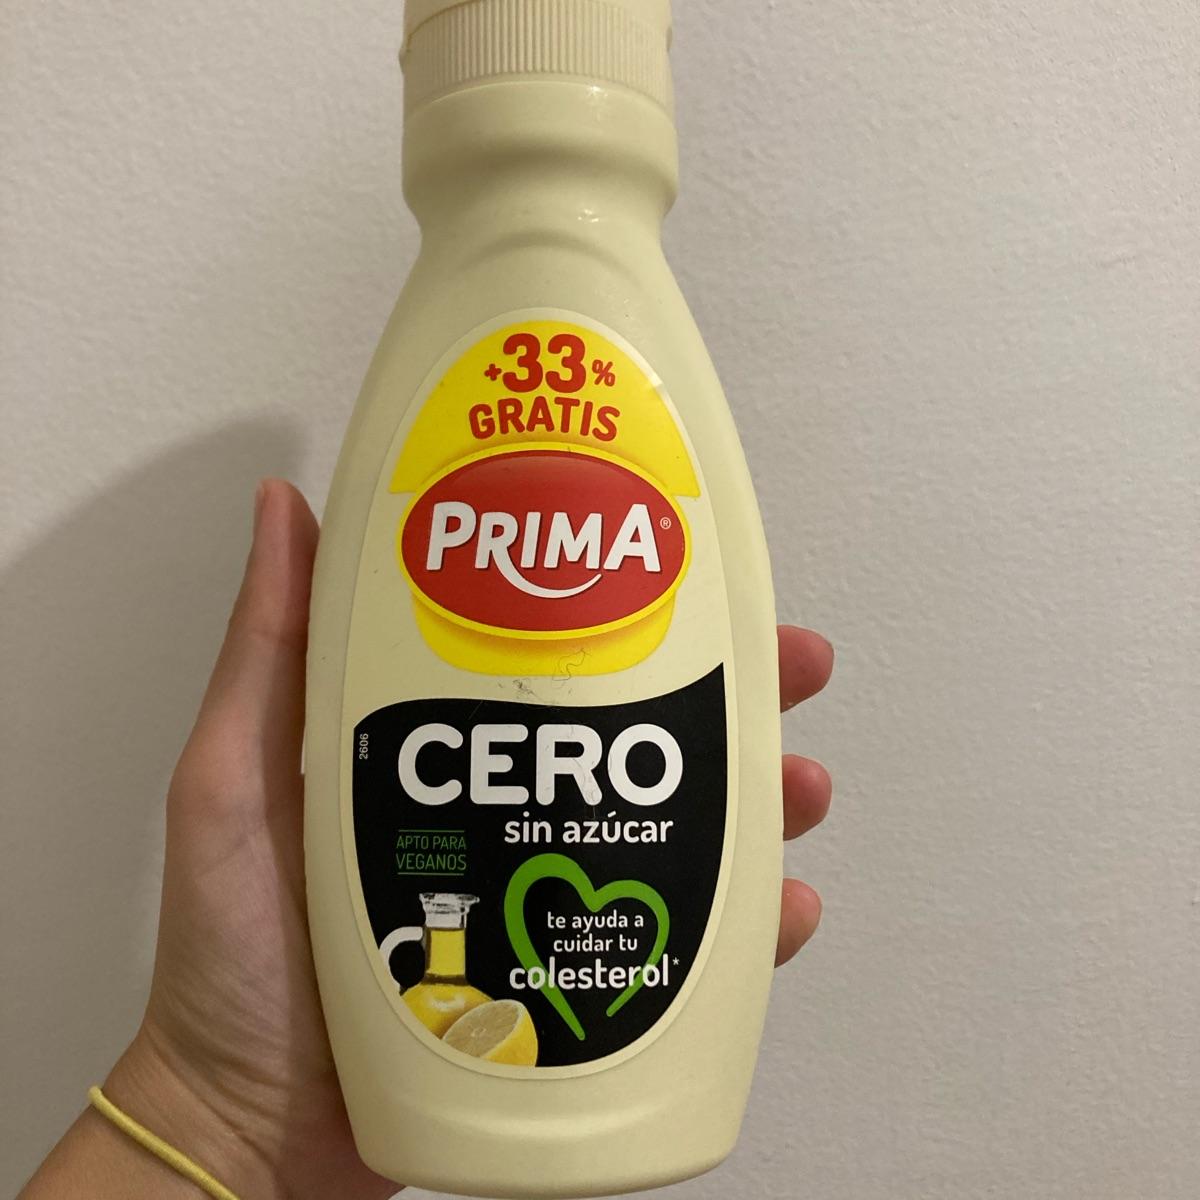 +33%
GRATIS
PRIMA®
2606
CERO
sin azúcar
APTO PARA
VEGANOS
te ayuda a
cuidar tu
colesterol*